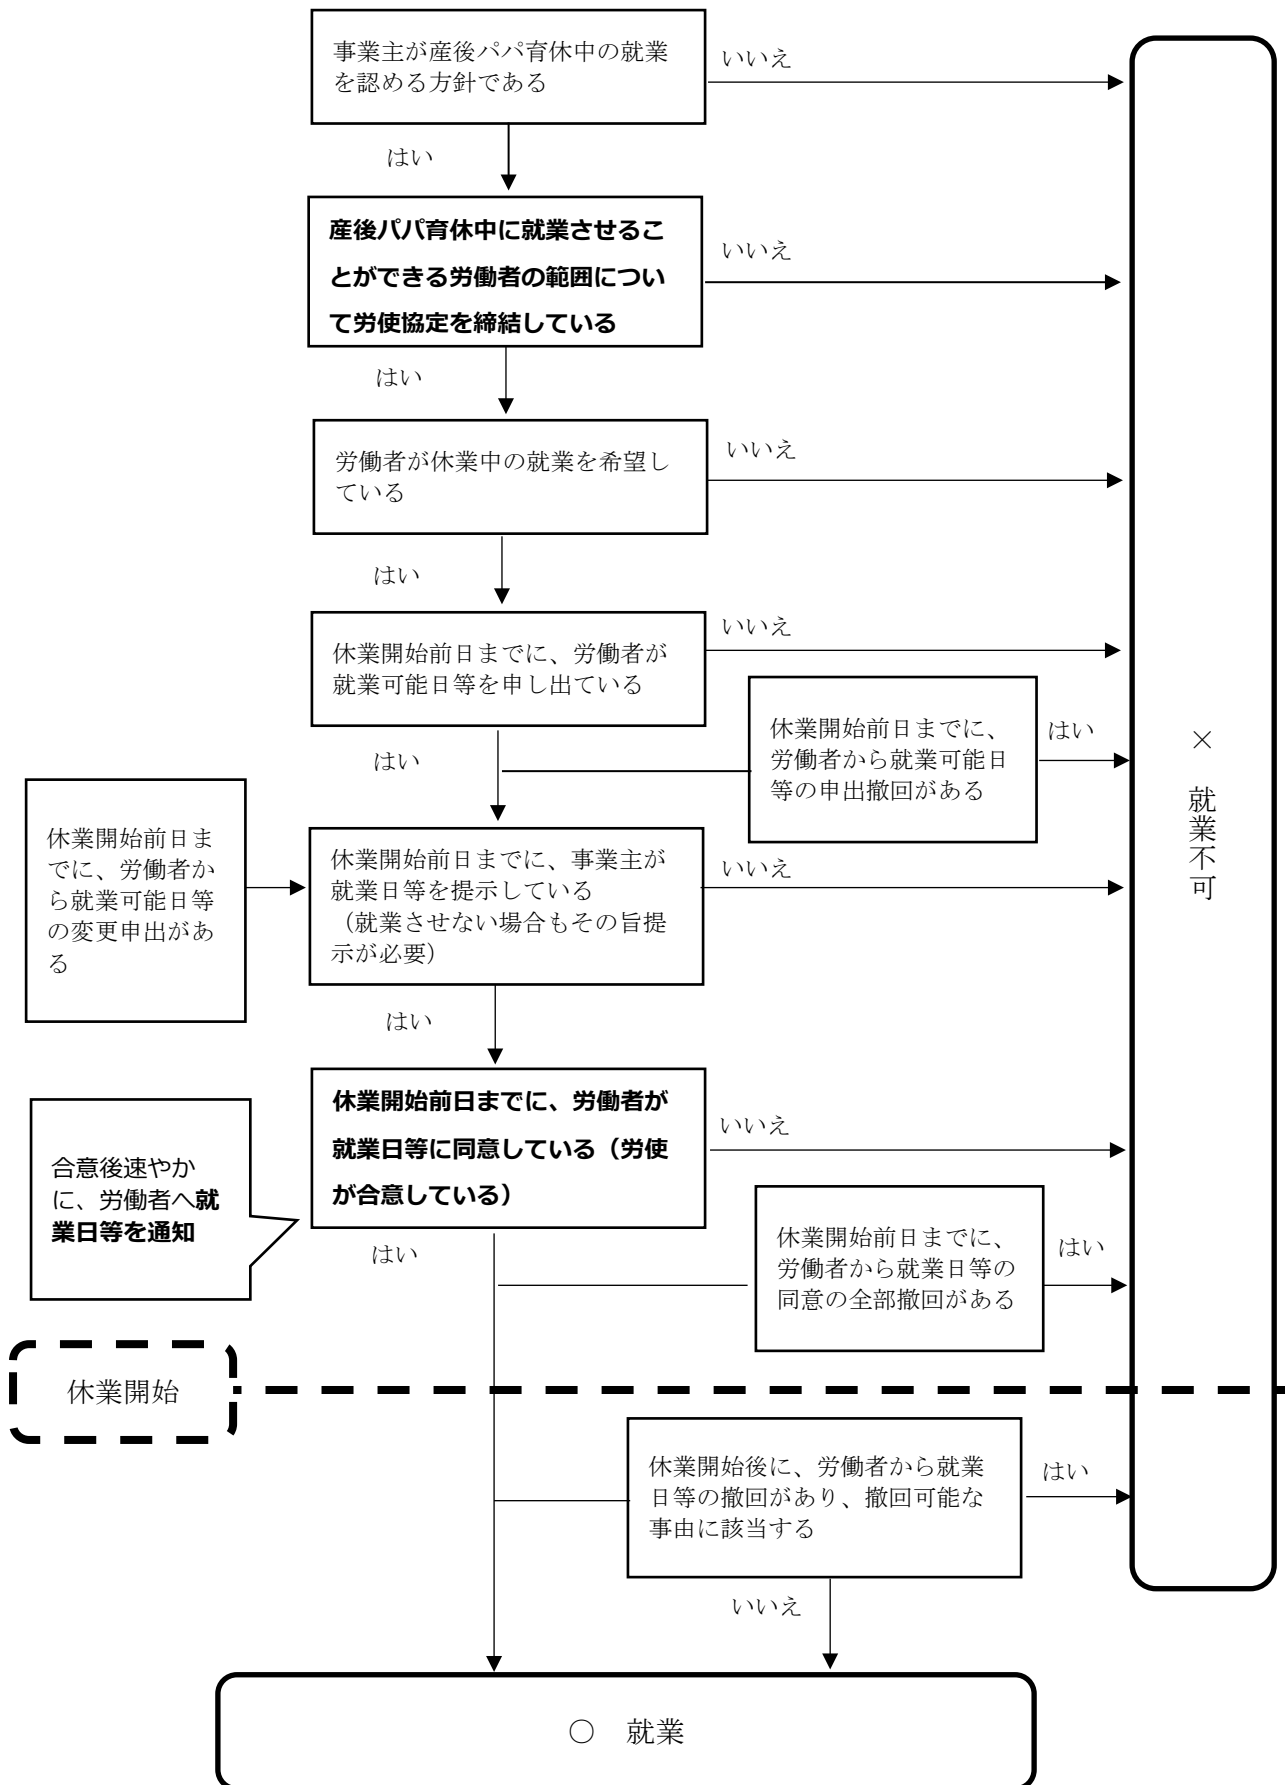 事業主が産後パパ育休中の就業
を認める方針である
いいえ
はい
産後パパ育休中に就業させるこ
とができる労働者の範囲につい
て労使協定を締結している
いいえ
はい
労働者が休業中の就業を希望し
ている
いいえ
はい
休業開始前日までに、労働者が
就業可能日等を申し出ている
いいえ
はい
休業開始前日までに、
労働者から就業可能日
等の申出撤回がある
はい
×　就業不可
休業開始前日ま
でに、労働者か
ら就業可能日等
の変更申出があ
る
休業開始前日までに、事業主が
就業日等を提示している
（就業させない場合もその旨提
示が必要）
いいえ
はい
休業開始前日までに、労働者が
就業日等に同意している（労使
が合意している）
いいえ
はい
合意後速やか
に、労働者へ就
業日等を通知
休業開始前日までに、
労働者から就業日等の
同意の全部撤回がある
はい
休業開始
休業開始後に、労働者から就業
日等の撤回があり、撤回可能な
事由に該当する
はい
いいえ
○　就業